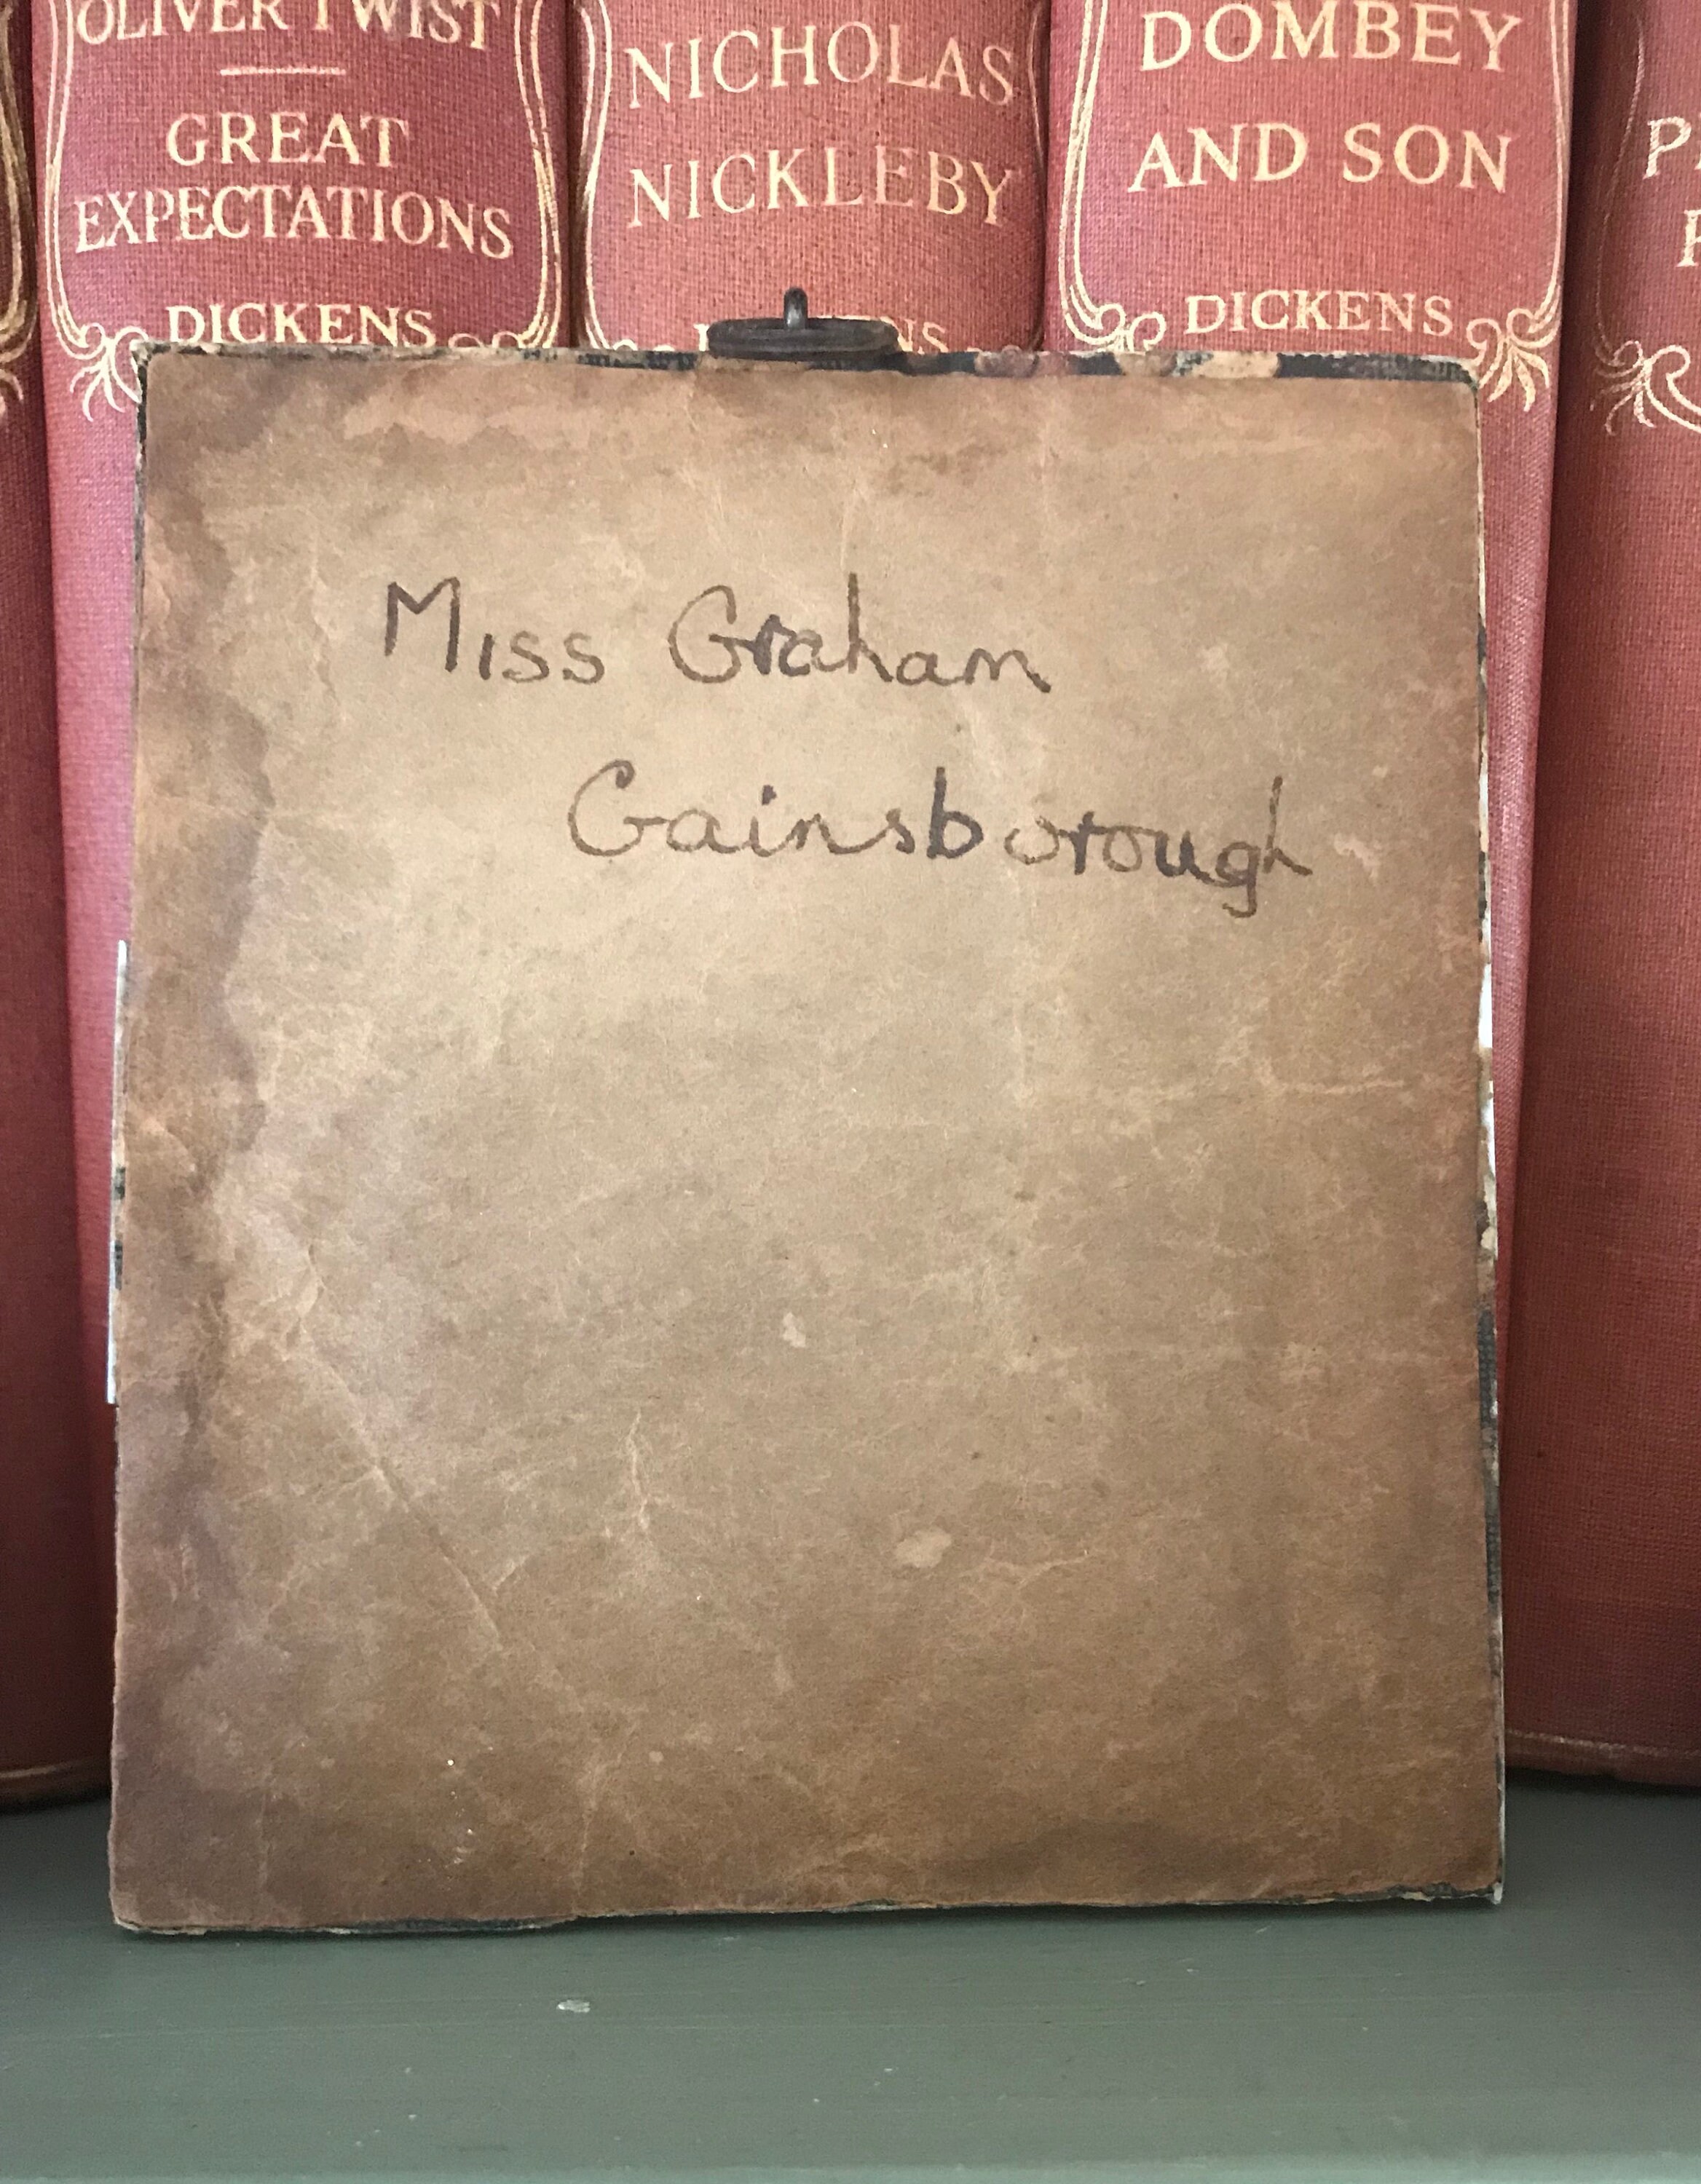 OLIVER TWIST
GREAT
EXPECTATIONS
DICKENS
NICHOLAS
NICKLEBY
DOMBEY
AND SON
DICKENS
Miss Graham
Gainsborough